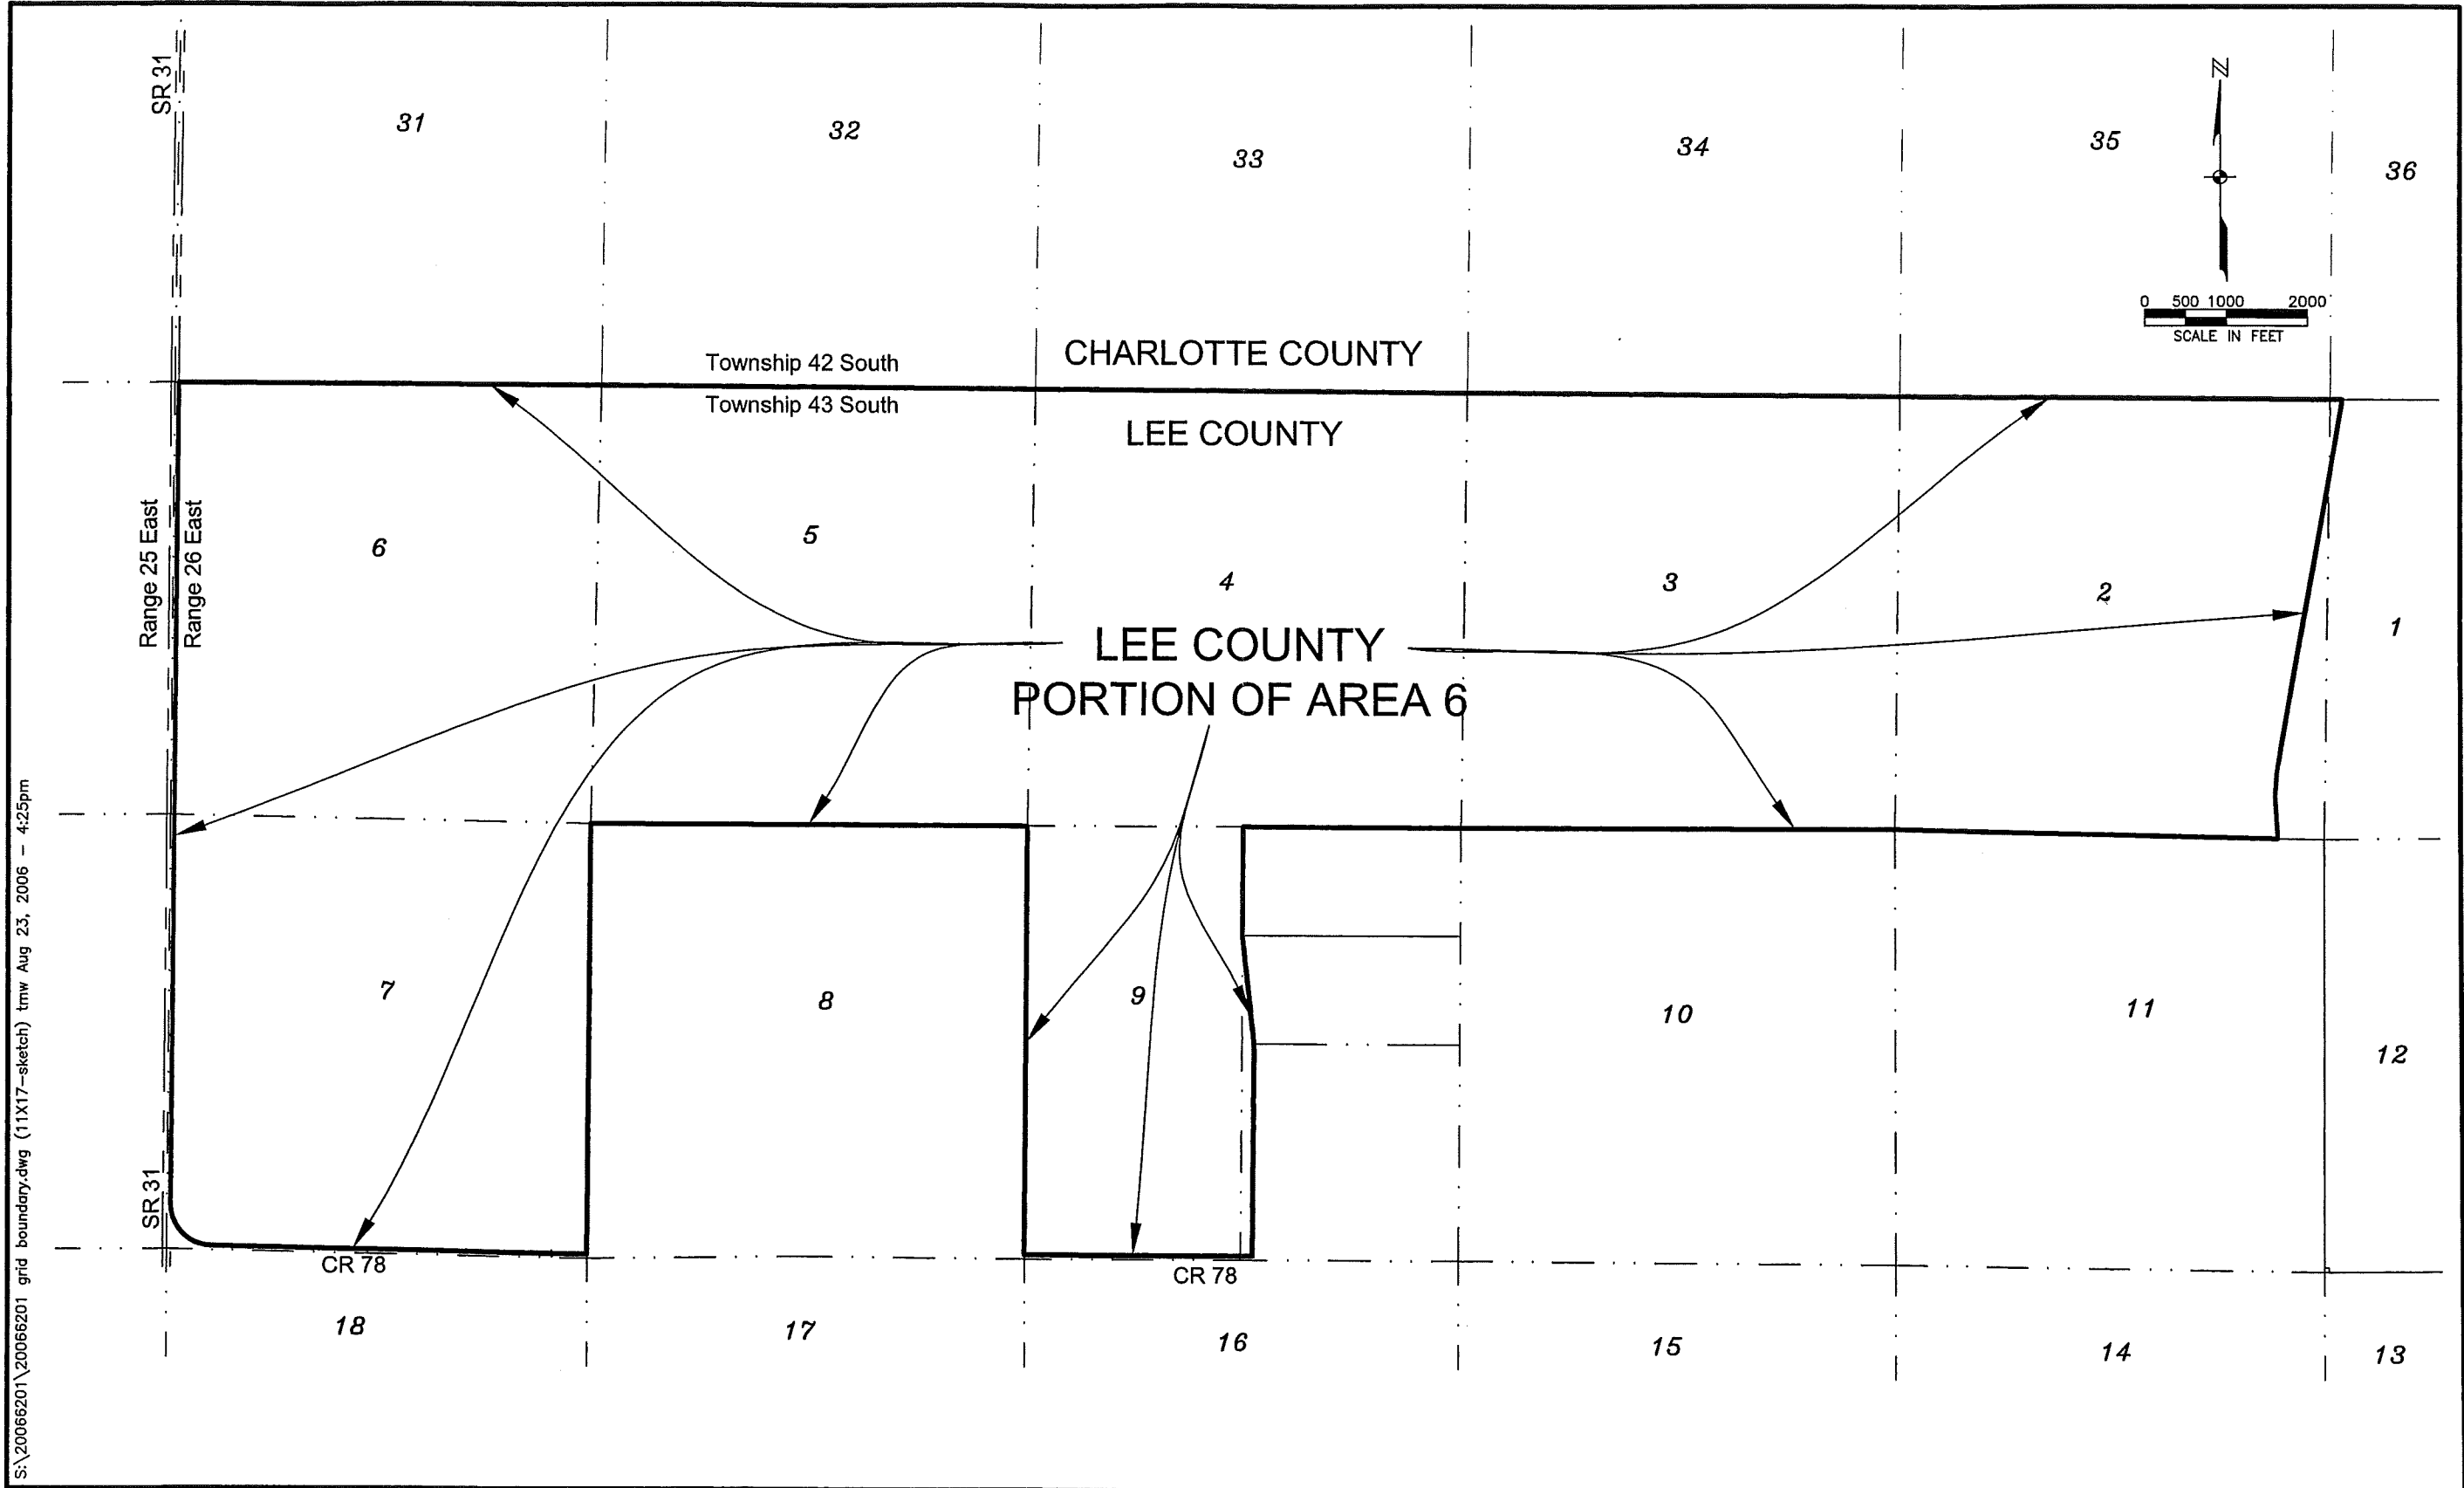 SR 31
31
32
33
34
35
36
N
0 500 1000 2000
SCALE IN FEET
Township 42 South
CHARLOTTE COUNTY
Township 43 South
LEE COUNTY
Range 25 East
Range 26 East
6
5
4
3
2
1
LEE COUNTY
PORTION OF AREA 6
7
8
9
10
11
12
SR 31
CR 78
CR 78
18
17
16
15
14
13
S:\20066201\20066201 grid boundary.dwg (11X17-sketch) tmw Aug 23, 2006 - 4:25pm